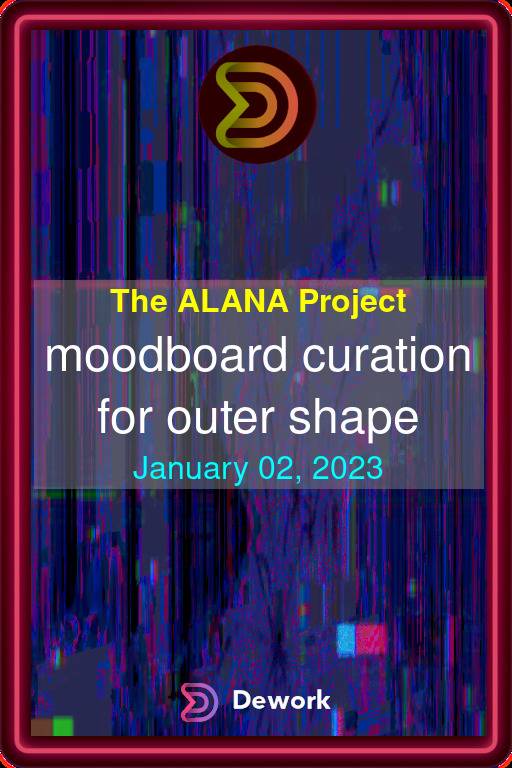 The ALANA Project
moodboard curation
for outer shape
January 02, 2023
Dework